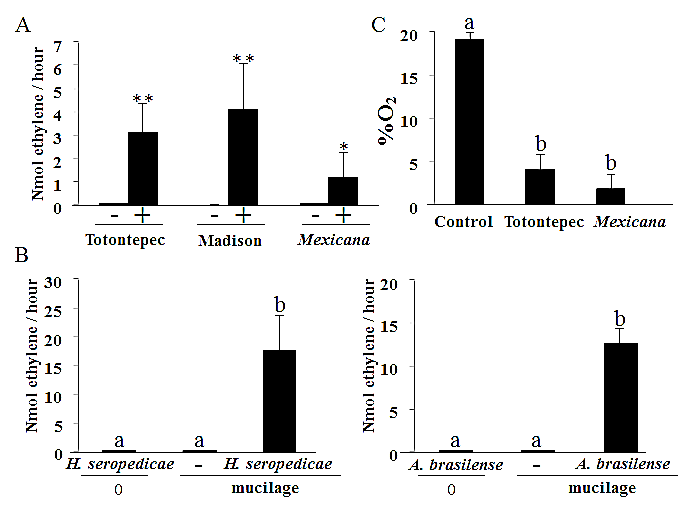 A
Nmol ethylene / hour
7
6
5
4
3
2
1
0
** ** *
- + - + - +
Totontepec Madison Mexicana
C
%O2
20
15
10
5
0
a b b
Control Totontepec Mexicana
B
Nmol ethylene / hour
30
25
20
15
10
5
0
a a b
H. seropedicae - H. seropedicae
0 mucilage
Nmol ethylene / hour
20
15
10
5
0
a a b
A. brasilense - A. brasilense
0 mucilage